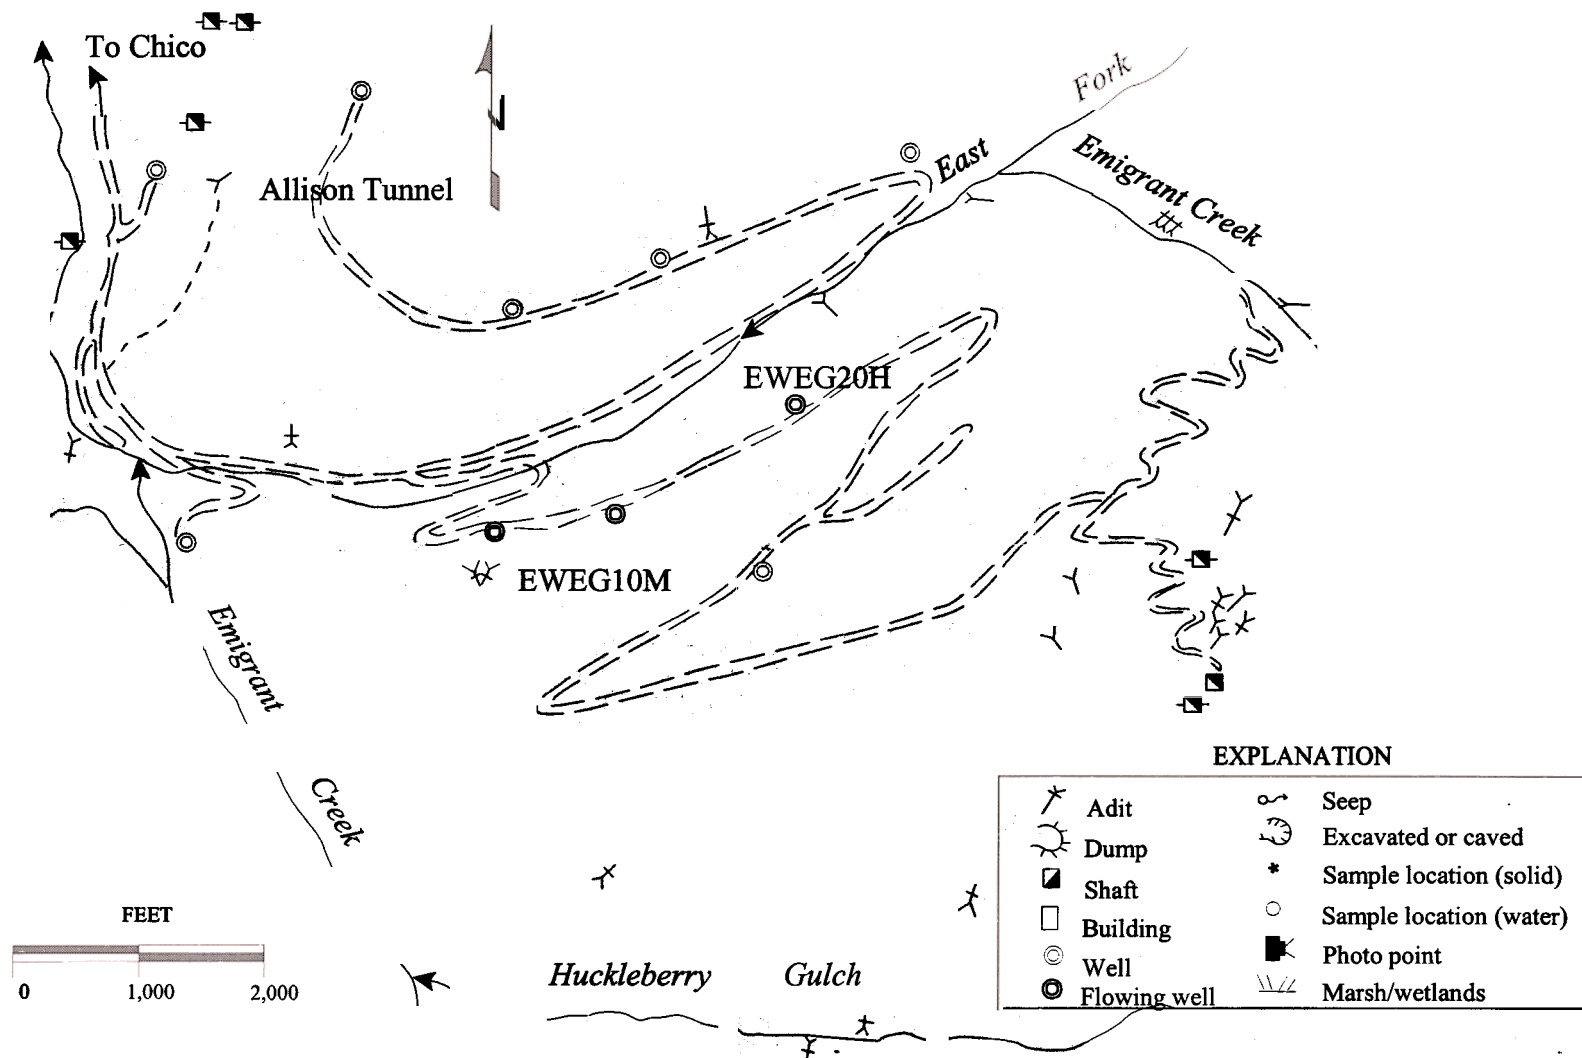 To Chico
N
Fork
East
Emigrant Creek
Allison Tunnel
EWEG20H
EWEG10M
Emigrant
Creek
EXPLANATION
Adit
Dump
Shaft
Building
Well
Flowing well
Seep
Excavated or caved
Sample location (solid)
Sample location (water)
Photo point
Marsh/wetlands
FEET
0 1,000 2,000
Huckleberry Gulch